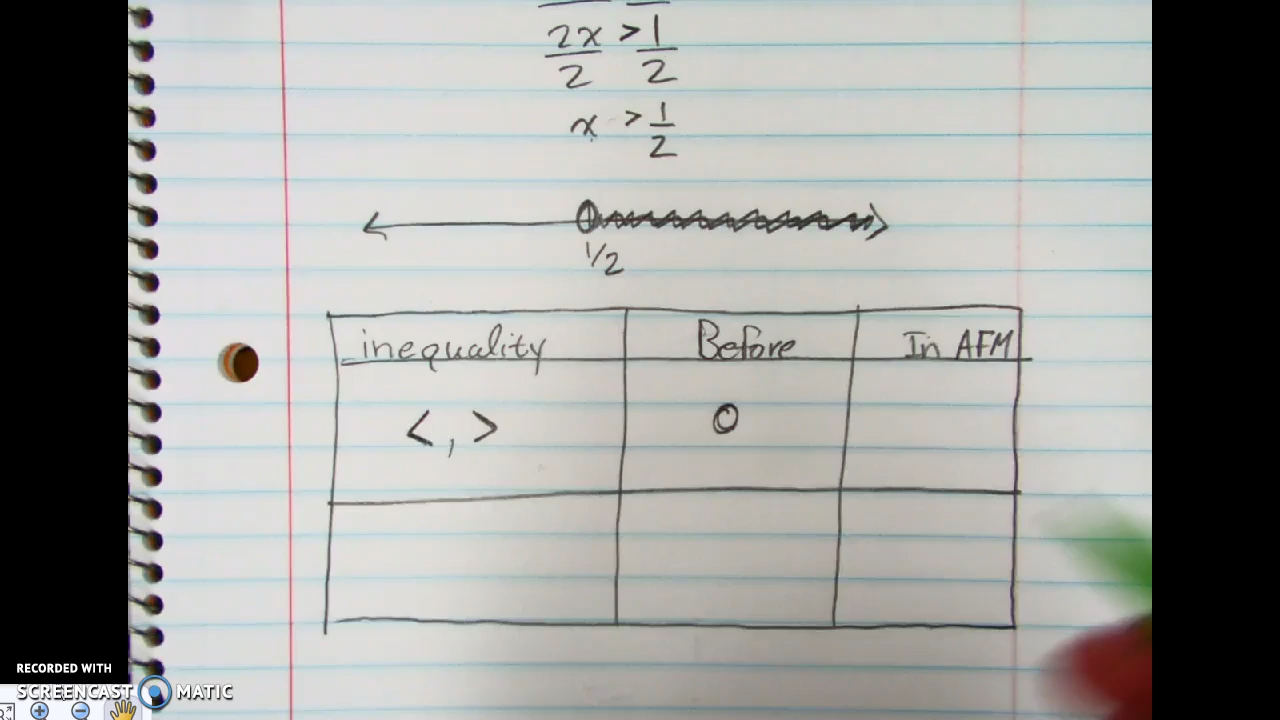 2x > 1
2 2
x > 1
2
1/2
inequality Before In AFM
< , >
RECORDED WITH
SCREENCAST MATIC